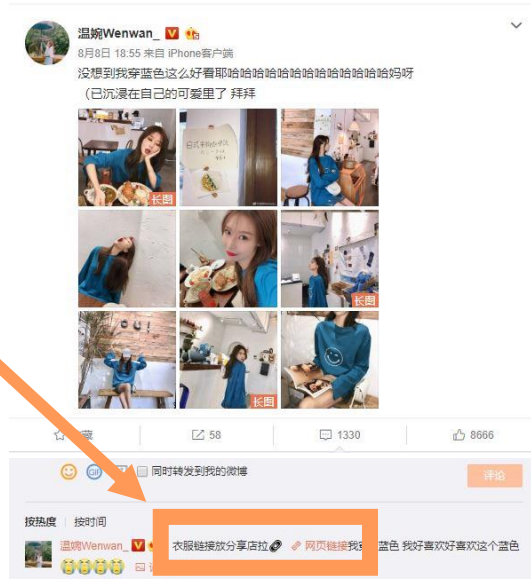 温婉Wenwan_
8月8日 18:55 来自 iPhone客户端
没想到我穿蓝色这么好看耶哈哈哈哈哈哈哈哈哈哈哈哈哈妈呀
（已沉浸在自己的可爱里了 拜拜
长图
长图
长图
58
1330
8666
同时转发到我的微博
评论
按热度 按时间
温婉Wenwan_
衣服链接放分享店拉 网页链接我 蓝色 我好喜欢好喜欢这个蓝色